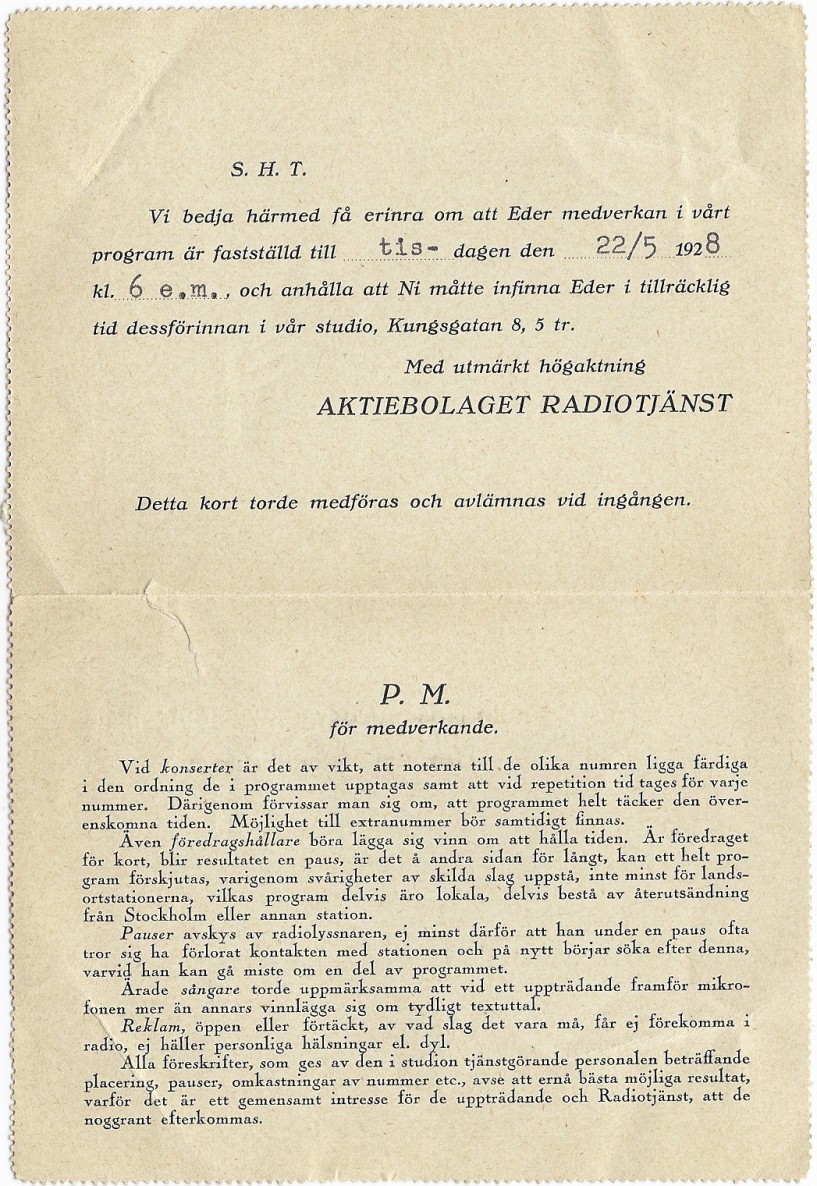 S. H. T.
Vi bedja härmed få erinra om att Eder medverkan i vårt
program är fastställd till tis- dagen den 22/5 1928
kl. 6 e.m., och anhålla att Ni måtte infinna Eder i tillräcklig
tid dessförinnan i vår studio, Kungsgatan 8, 5 tr.
Med utmärkt högaktning
AKTIEBOLAGET RADIOTJÄNST
Detta kort torde medföras och avlämnas vid ingången.
P. M.
för medverkande.
Vid konserter är det av vikt, att noterna till de olika numren ligga färdiga
i den ordning de i programmet upptagas samt att vid repetition tid tages för varje
nummer. Därigenom förvissar man sig om, att programmet helt täcker den över-
enskomna tiden. Möjlighet till extranummer bör samtidigt finnas.
Även föredragshållare böra lägga sig vinn om att hålla tiden. Är föredraget
för kort, blir resultatet en paus, är det å andra sidan för långt, kan ett helt pro-
gram förskjutas, varigenom svårigheter av skilda slag uppstå, inte minst för lands-
ortstationerna, vilkas program delvis äro lokala, delvis bestå av återutsändning
från Stockholm eller annan station.
Pauser avskys av radiolyssnaren, ej minst därför att han under en paus ofta
tror sig ha förlorat kontakten med stationen och på nytt börjar söka efter denna,
varvid han kan gå miste om en del av programmet.
Ärade sångare torde uppmärksamma att vid ett uppträdande framför mikro-
fonen mer än annars vinnlägga sig om tydligt textuttal.
Reklam, öppen eller förtäckt, av vad slag det vara må, får ej förekomma i
radio, ej häller personliga hälsningar el. dyl.
Alla föreskrifter, som ges av den i studion tjänstgörande personalen beträffande
placering, pauser, omkastningar av nummer etc., avse att ernå bästa möjliga resultat,
varför det är ett gemensamt intresse för de uppträdande och Radiotjänst, att de
noggrant efterkommas.